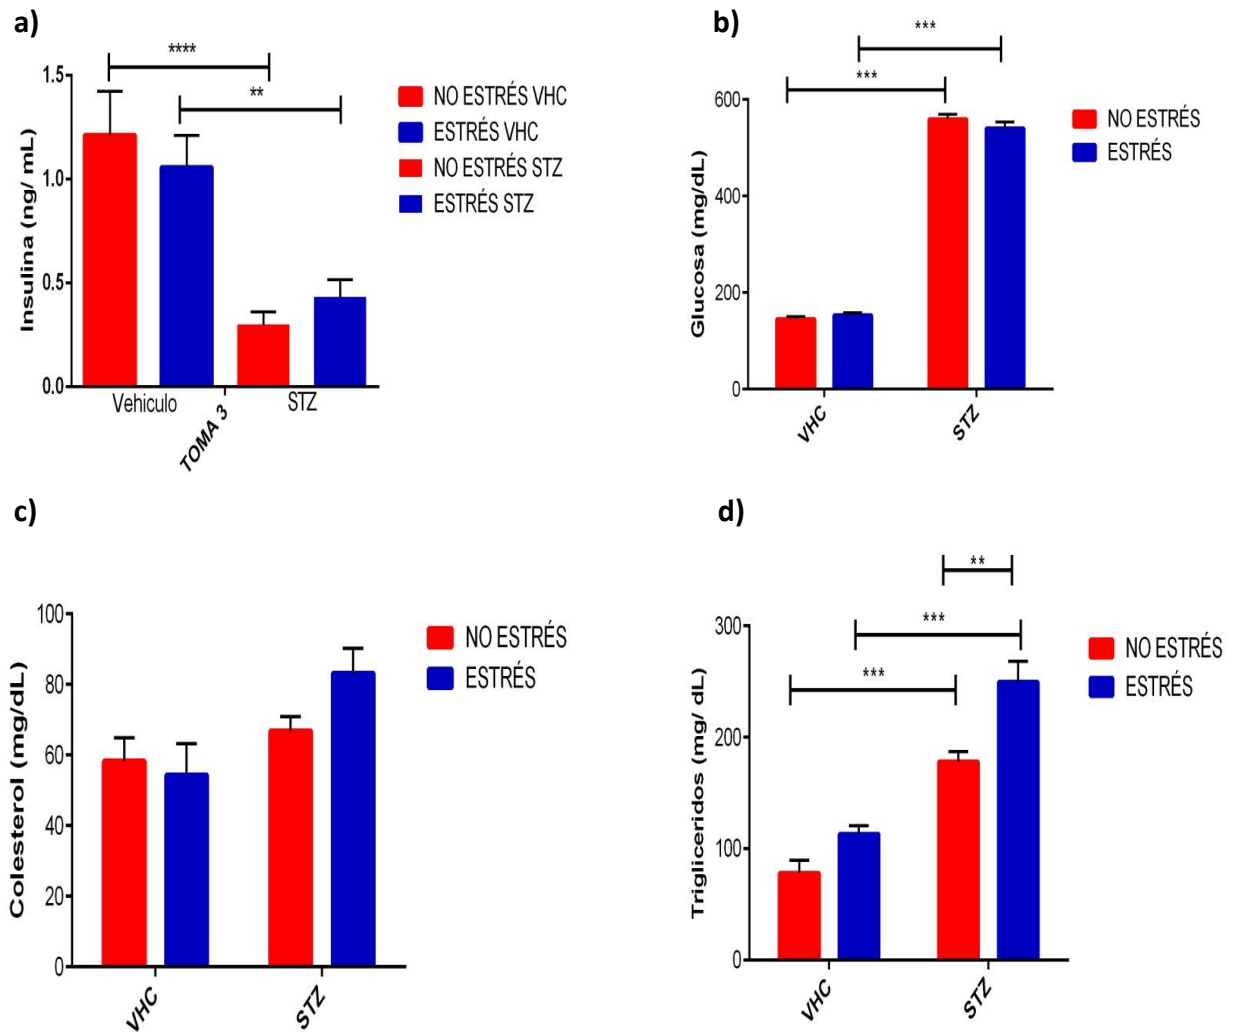 a)
****
**
1.5
1.0
0.5
0.0
Insulina (ng/ mL)
Vehiculo
STZ
TOMA 3
NO ESTRÉS VHC
ESTRÉS VHC
NO ESTRÉS STZ
ESTRÉS STZ
b)
***
***
600
400
200
0
Glucosa (mg/dL)
VHC
STZ
NO ESTRÉS
ESTRÉS
c)
100
80
60
40
20
0
Colesterol (mg/dL)
VHC
STZ
NO ESTRÉS
ESTRÉS
d)
**
***
***
300
200
100
0
Trigliceridos (mg/ dL)
VHC
STZ
NO ESTRÉS
ESTRÉS